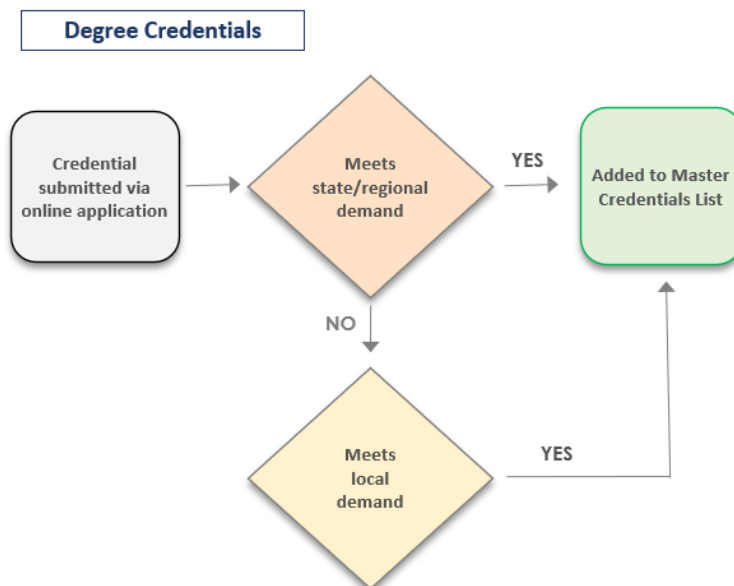 Degree Credentials
Credential
submitted via
online application
Meets
state/regional
demand
YES
Added to Master
Credentials List
NO
Meets
local
demand
YES